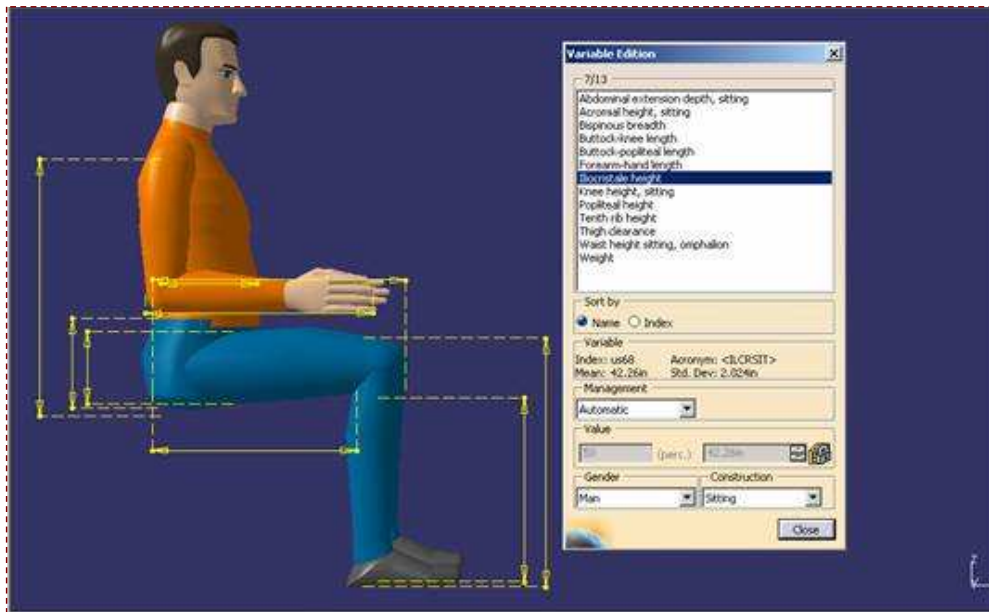 Variable Edition
7/13
Abdominal extension depth, sitting
Acromial height, sitting
Bispinous breadth
Buttock-knee length
Buttock-popliteal length
Forearm-hand length
Iliocristale height
Knee height, sitting
Popliteal height
Tenth rib height
Thigh clearance
Waist height sitting, omphalion
Weight
Sort by
Name Index
Variable
Index: us68 Acronym: <ILCRSIT>
Mean: 42.26in Std. Dev: 2.024in
Management
Automatic
Value
50 (perc.) 42.26in
Gender Construction
Man Sitting
Close